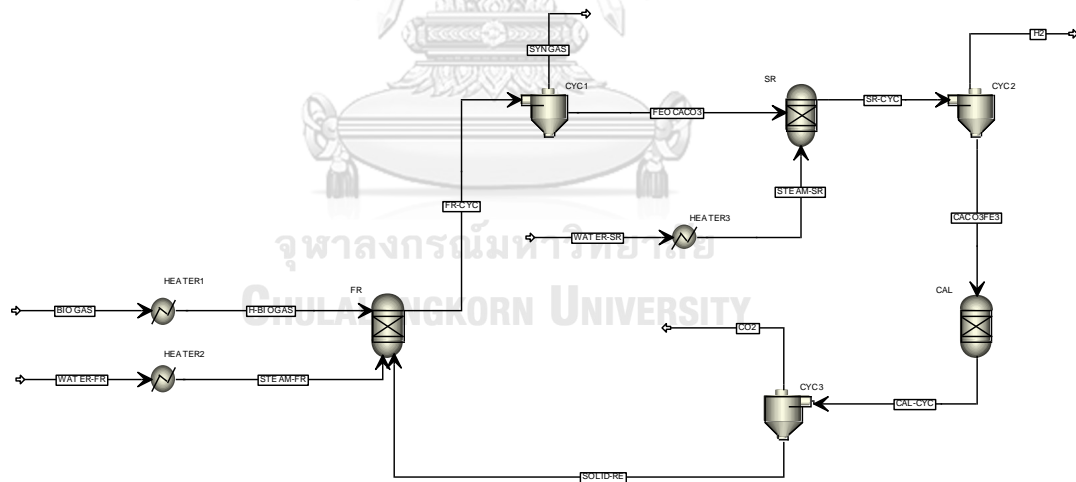 SYNGAS
CYC1
FEOCACO3
SR
SR-CYC
H2
CYC2
STEAM-SR
FR-CYC
HEATER3
WATER-SR
CACO3FE3
จุฬาลงกรณ์มหาวิทยาลัย
CHULALONGKORN UNIVERSITY
HEATER1
BIOGAS
H-BIOGAS
FR
CAL
CO2
HEATER2
WATER-FR
STEAM-FR
CYC3
CAL-CYC
SOLID-RE